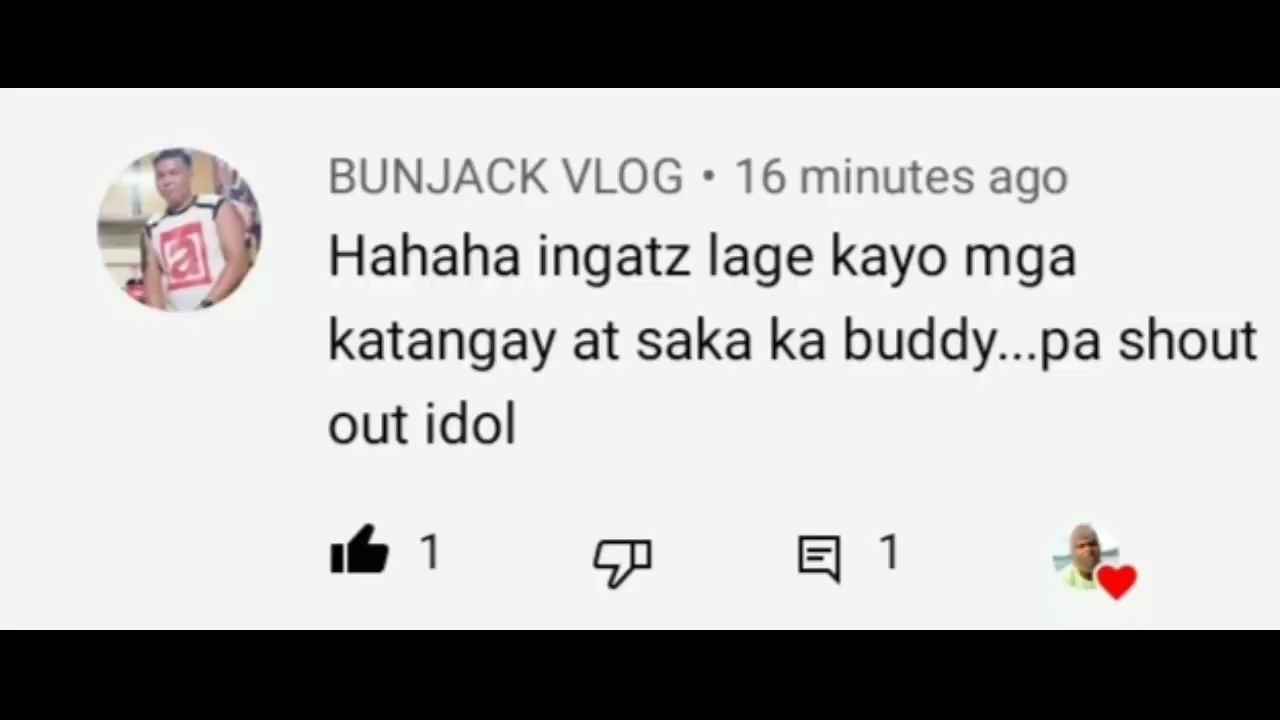 BUNJACK VLOG • 16 minutes ago
Hahaha ingatz lage kayo mga
katangay at saka ka buddy...pa shout
out idol
1 1